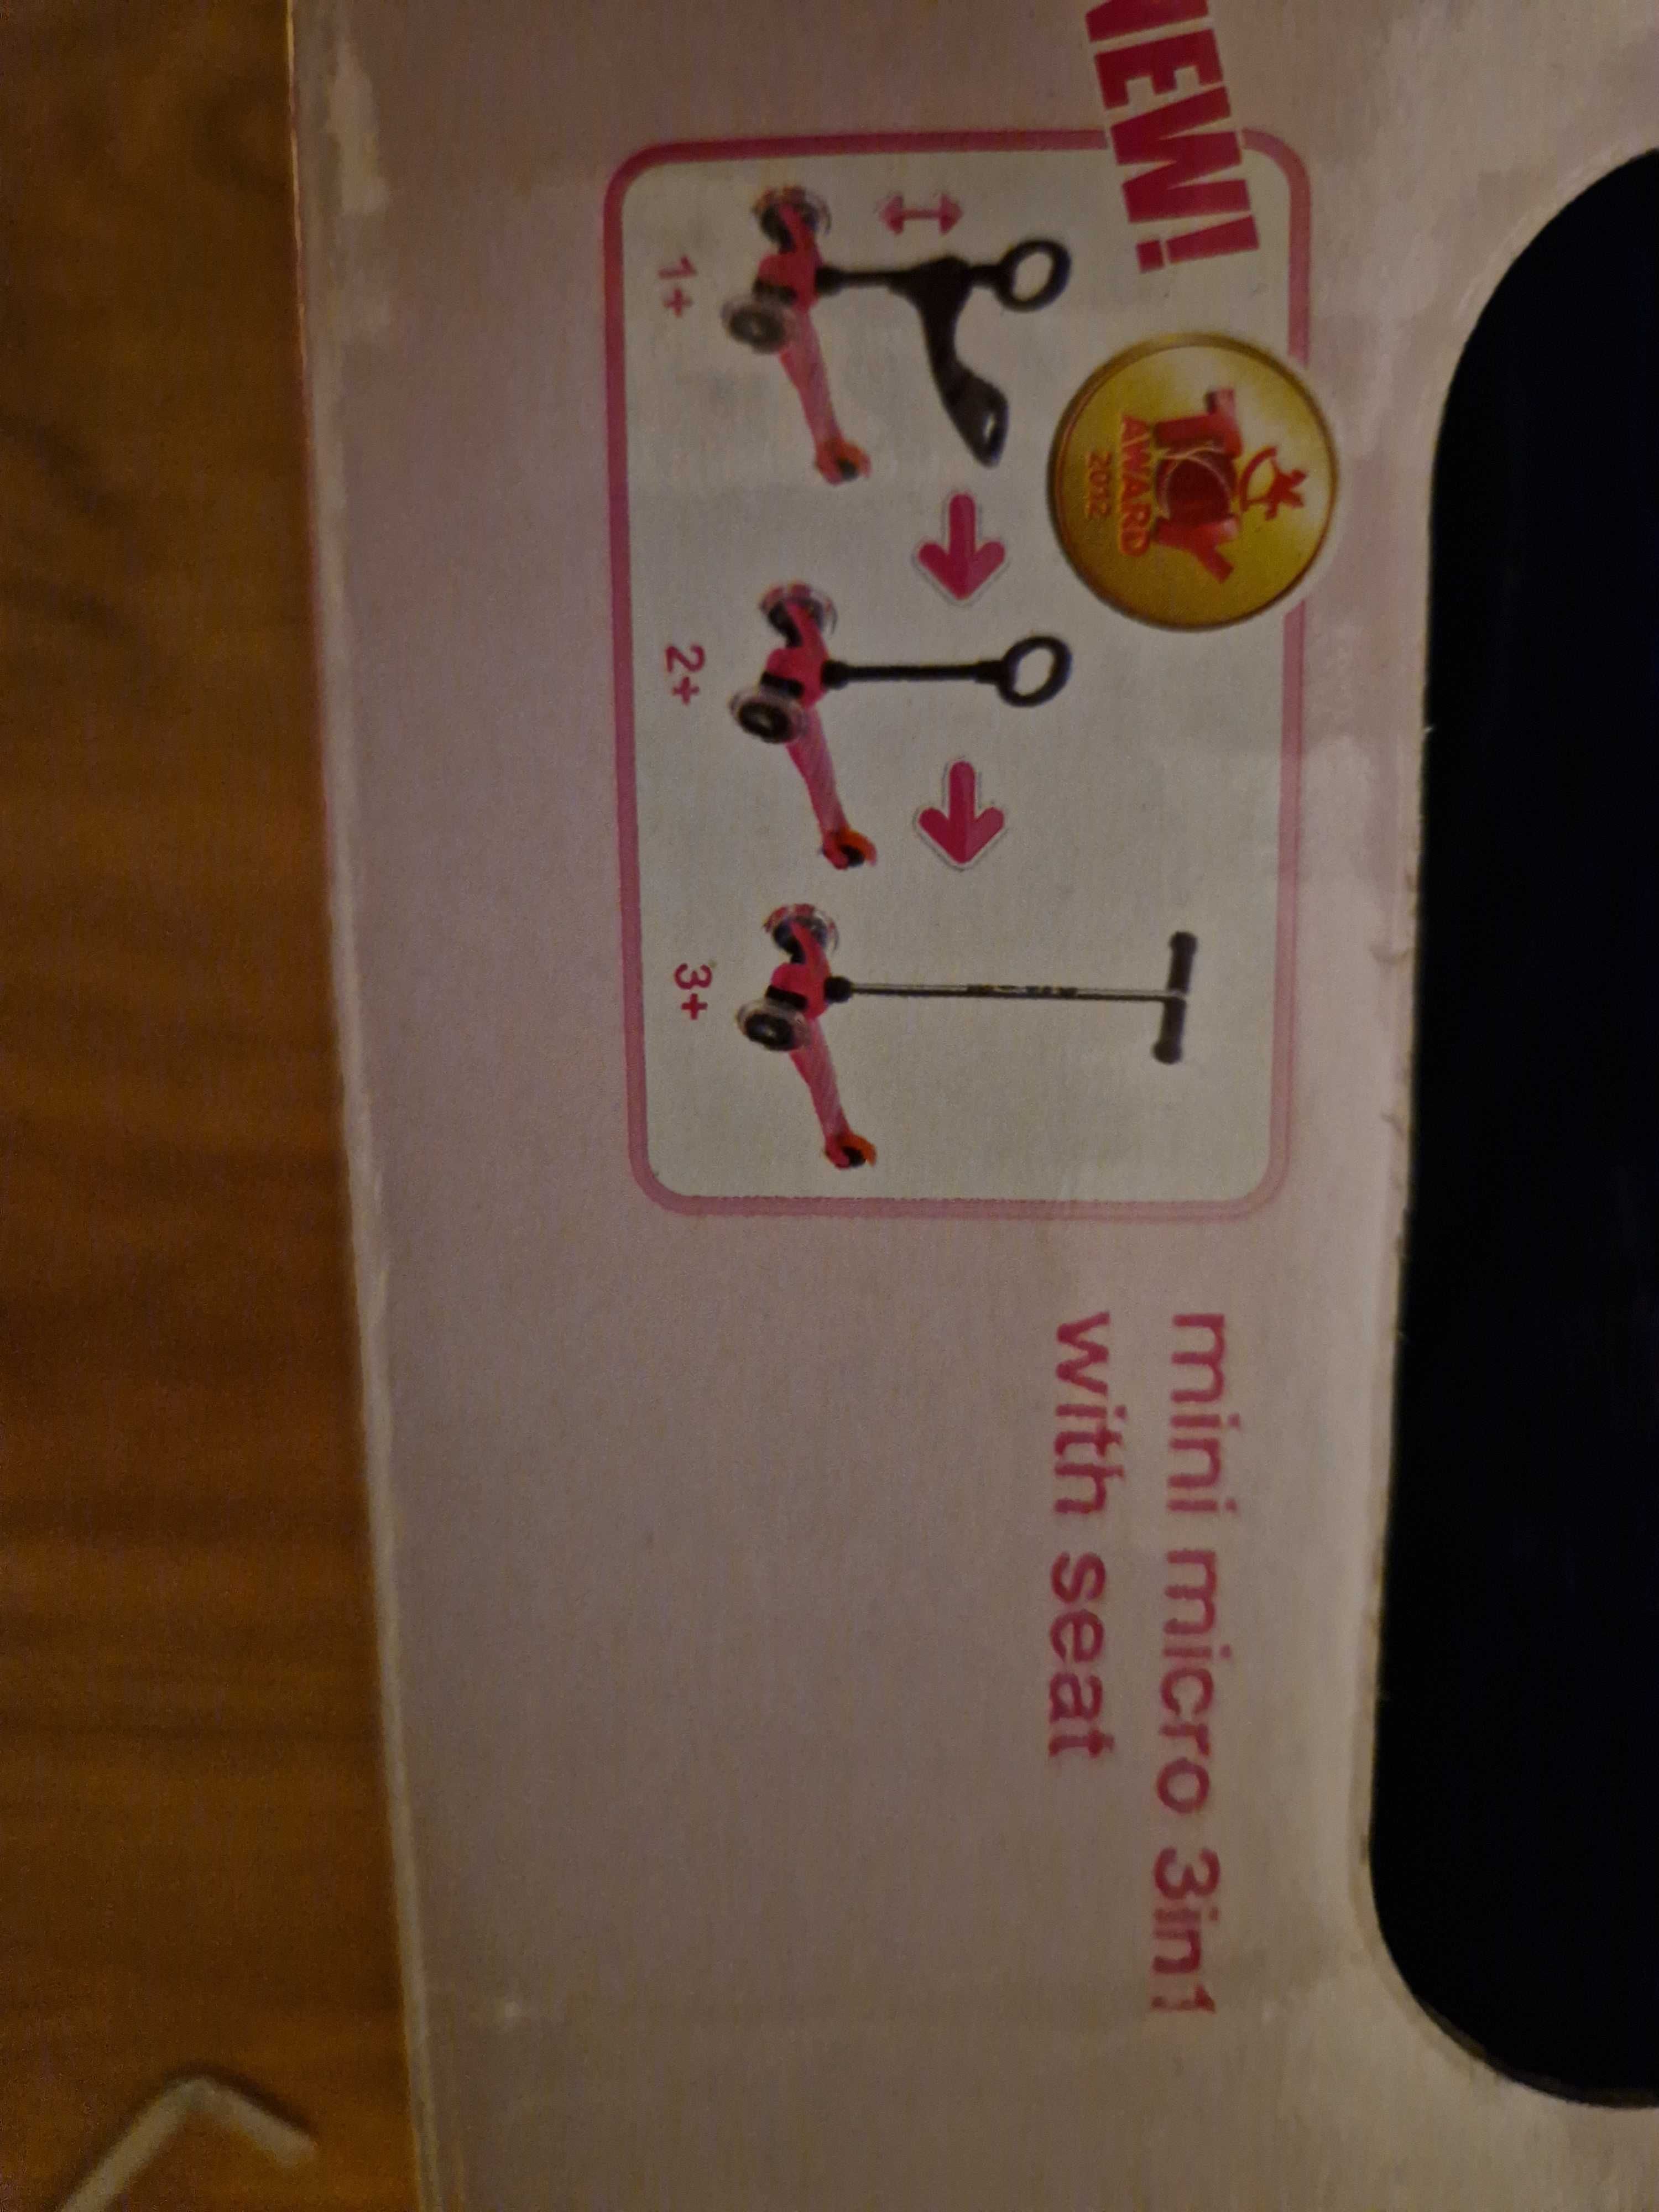 NEW!
TOY
AWARD
2012
1+
2+
3+
mini micro 3in1
with seat